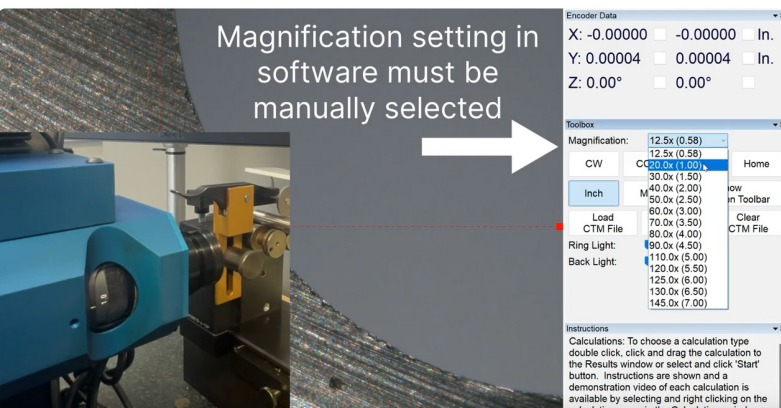 Magnification setting in
software must be
manually selected
Encoder Data
X: -0.00000 -0.00000 In.
Y: 0.00004 0.00004 In.
Z: 0.00° 0.00°
Toolbox
Magnification: 12.5x (0.58)
12.5x (0.58)
20.0x (1.00)
30.0x (1.50)
40.0x (2.00)
50.0x (2.50)
60.0x (3.00)
70.0x (3.50)
80.0x (4.00)
90.0x (4.50)
110.0x (5.00)
120.0x (5.50)
125.0x (6.00)
130.0x (6.50)
145.0x (7.00)
CW Home
Inch
Toolbar
Load
CTM File
Clear
CTM File
Ring Light:
Back Light:
Instructions
Calculations: To choose a calculation type
double click, click and drag the calculation to
the Results window or select and click 'Start'
button. Instructions are shown and a
demonstration video of each calculation is
available by selecting and right clicking on the